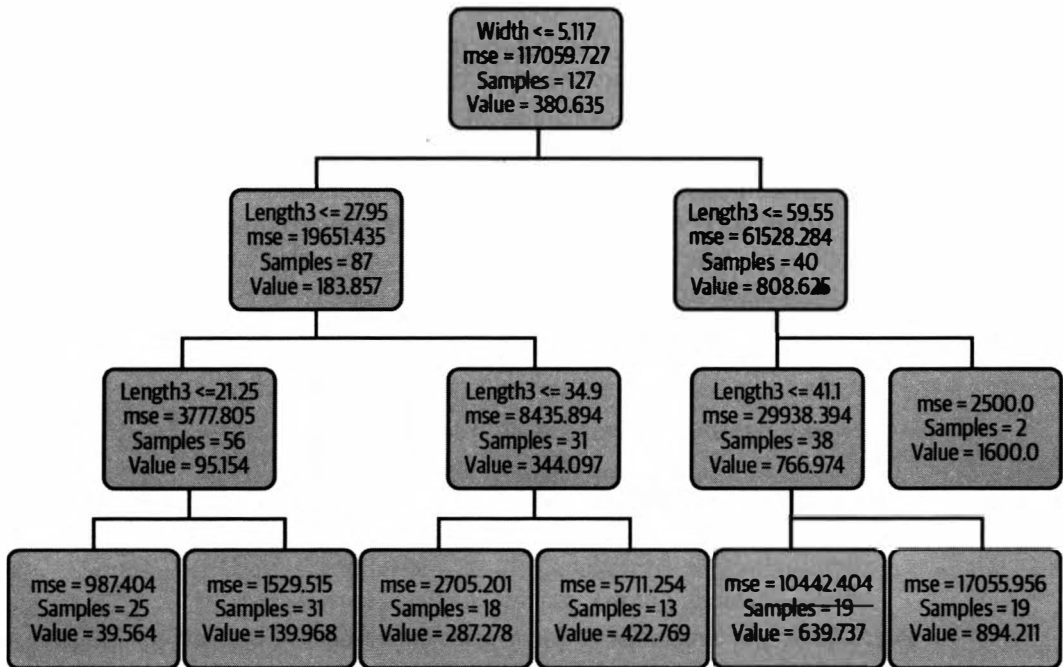 Width <= 5.117
mse = 117059.727
Samples = 127
Value = 380.635
Length3 <= 27.95
mse = 19651.435
Samples = 87
Value = 183.857
Length3 <= 59.55
mse = 61528.284
Samples = 40
Value = 808.625
Length3 <=21.25
mse = 3777.805
Samples = 56
Value = 95.154
Length3 <= 34.9
mse = 8435.894
Samples = 31
Value = 344.097
Length3 <= 41.1
mse = 29938.394
Samples = 38
Value = 766.974
mse = 2500.0
Samples = 2
Value = 1600.0
mse = 987.404
Samples = 25
Value = 39.564
mse = 1529.515
Samples = 31
Value = 139.968
mse = 2705.201
Samples = 18
Value = 287.278
mse = 5711.254
Samples = 13
Value = 422.769
mse = 10442.404
Samples = 19
Value = 639.737
mse = 17055.956
Samples = 19
Value = 894.211